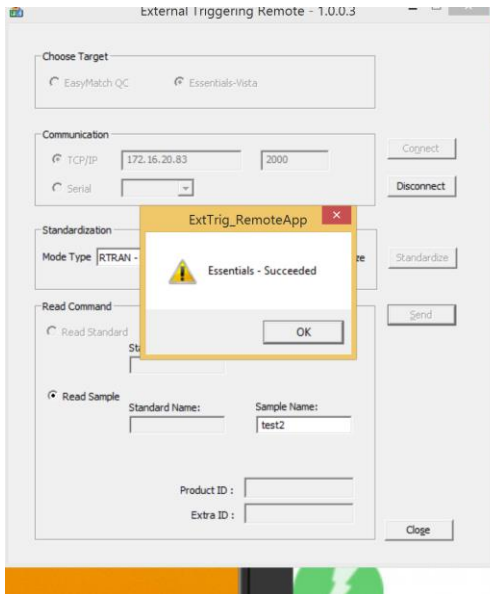 External Triggering Remote - 1.0.0.3
Choose Target
EasyMatch QC
Essentials-Vista
Communication
TCP/IP
172.16.20.83
2000
Connect
Serial
Disconnect
Standardization
ExtTrig_RemoteApp
Mode Type
RTRAN -
Standardize
Essentials - Succeeded
Read Command
Send
Read Standard
OK
Read Sample
Standard Name:
Sample Name:
test2
Product ID :
Extra ID :
Close